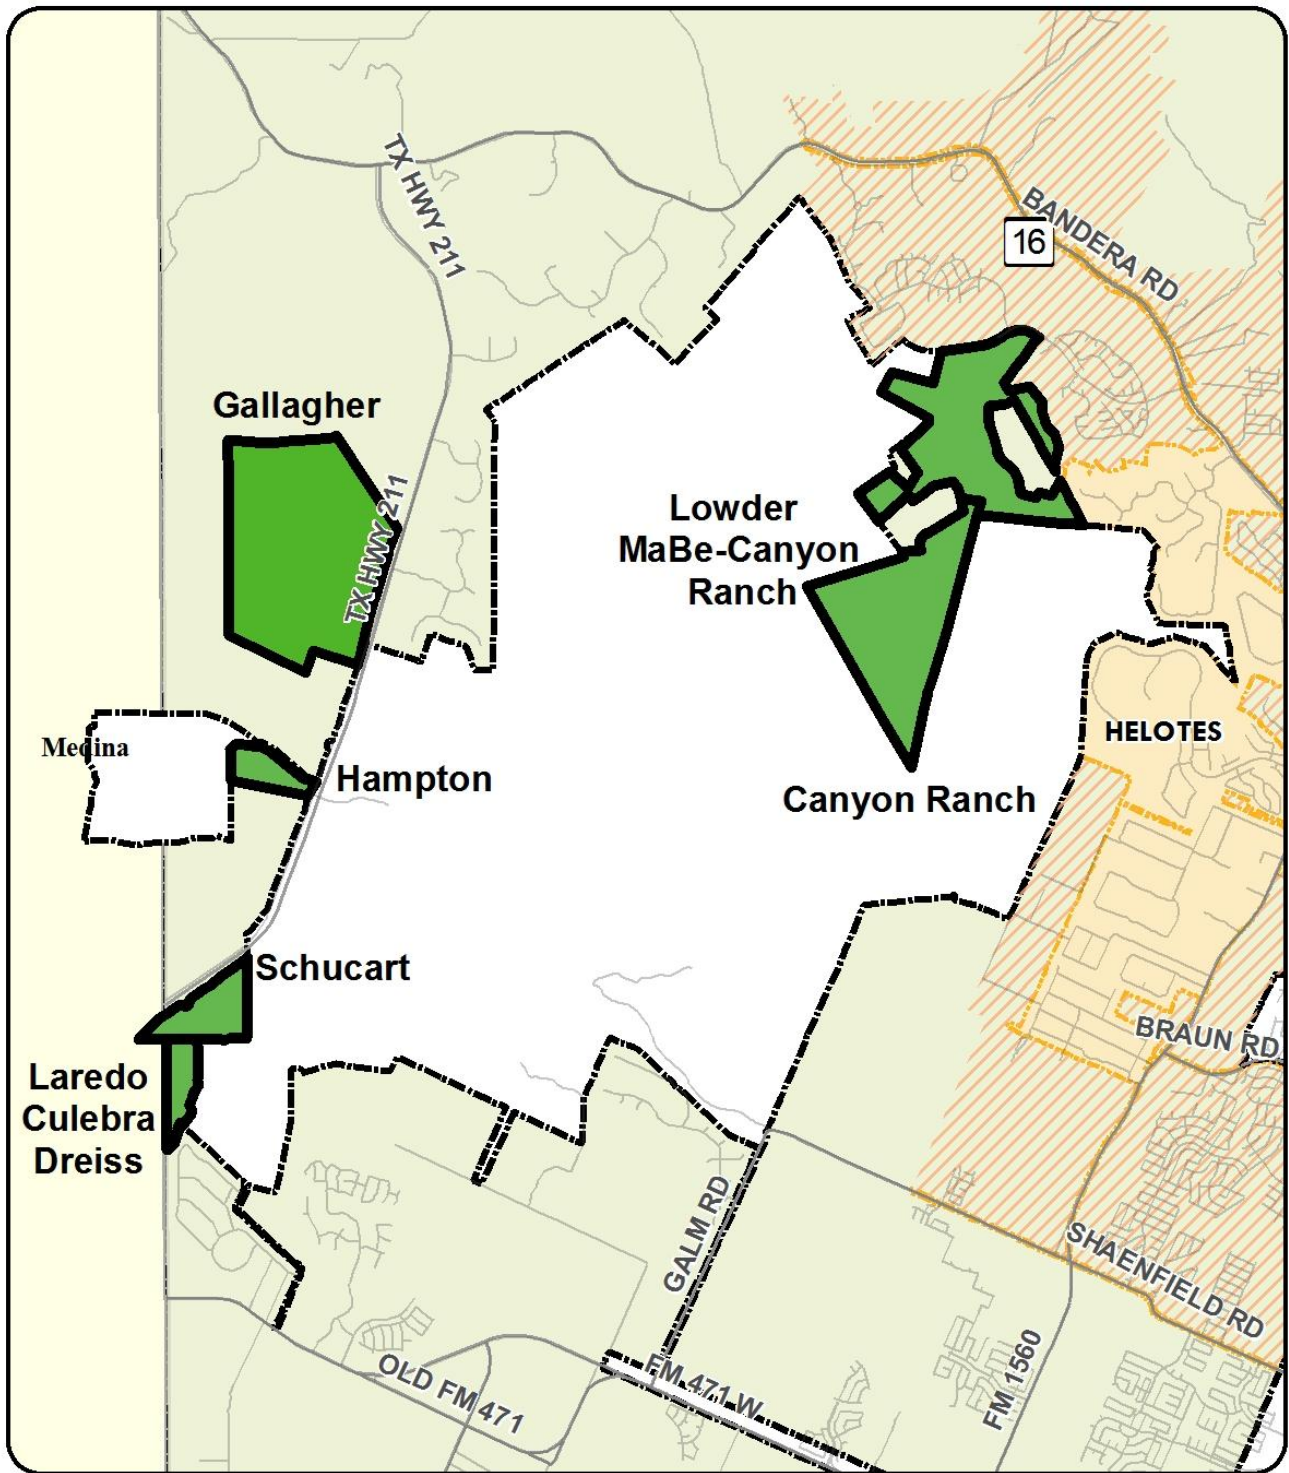 TX HWY 211
BANDERA RD
16
Gallagher
TX HWY 211
Lowder
MaBe-Canyon
Ranch
HELOTES
Medina
Hampton
Canyon Ranch
Schucart
BRAUN RD
Laredo
Culebra
Dreiss
GALM RD
SHAENFIELD RD
OLD FM 471
FM 471 W
FM 1560